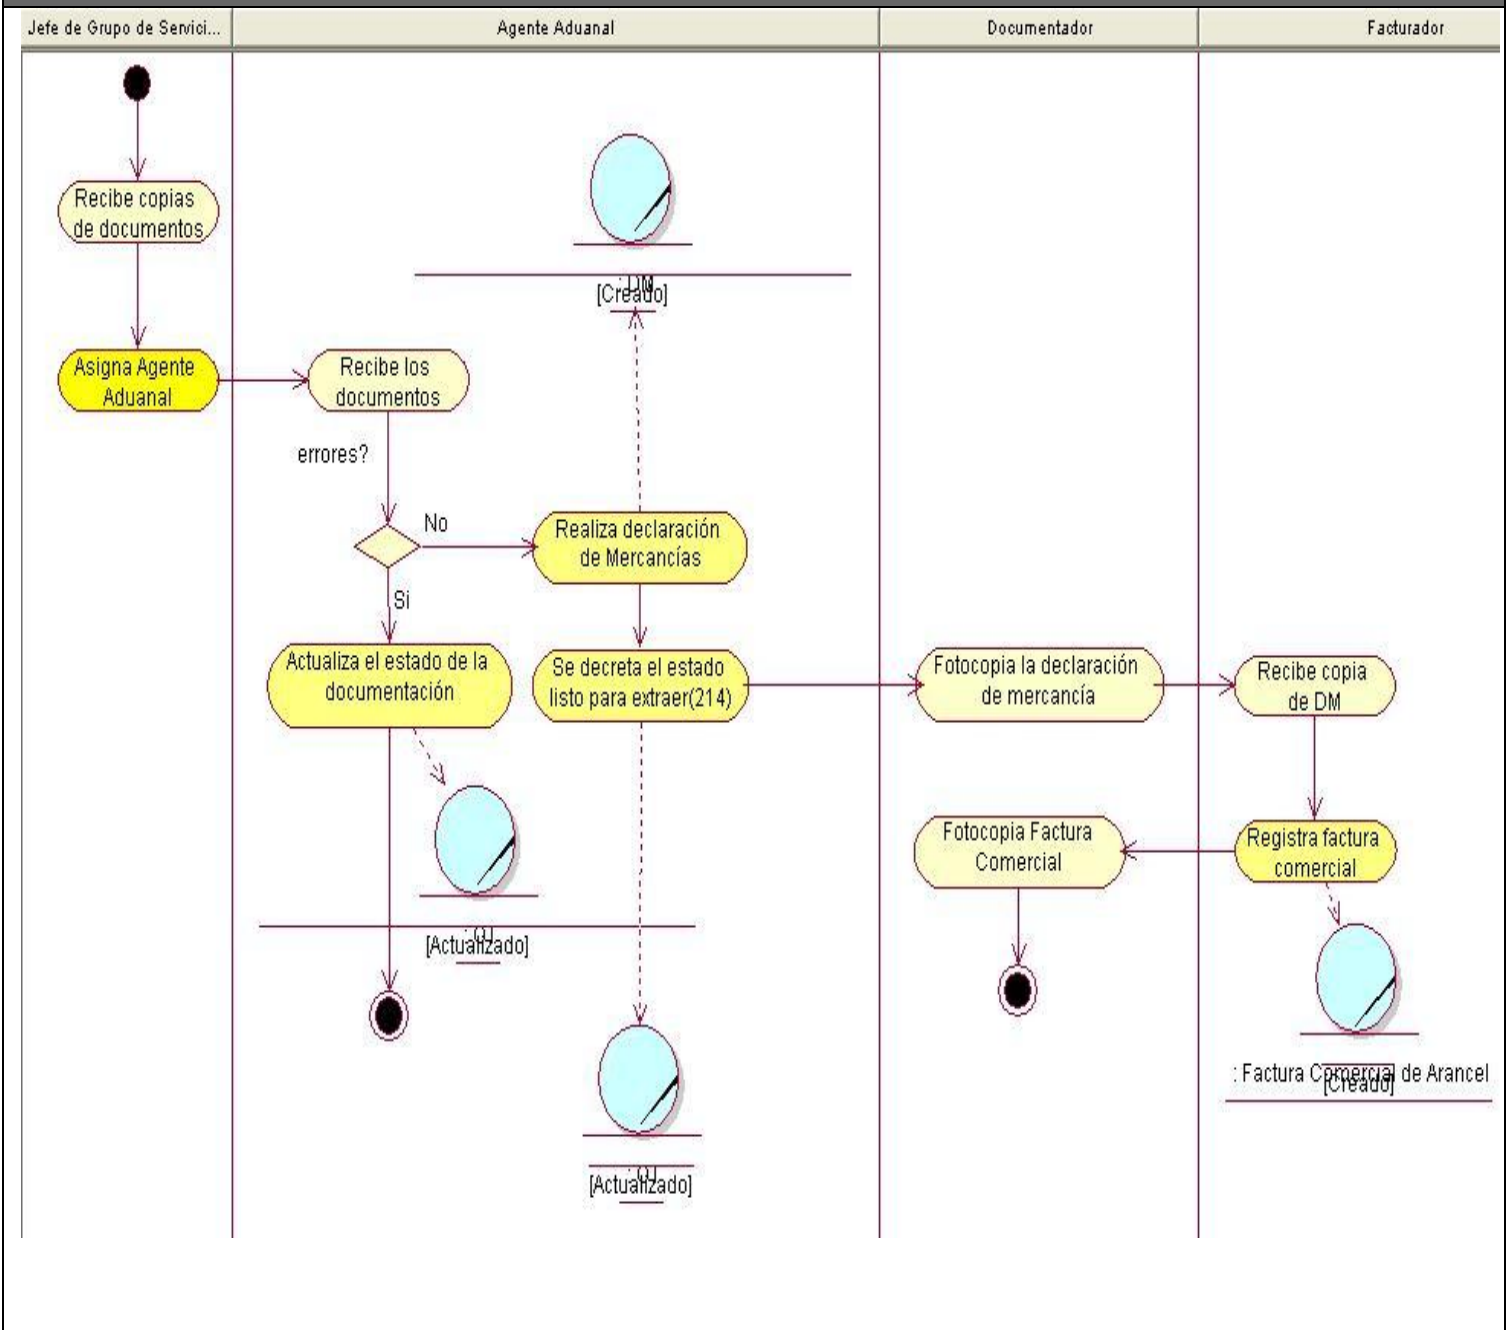 Jefe de Grupo de Servici...
Agente Aduanal
Documentador
Facturador
Recibe copias
de documentos
Asigna Agente
Aduanal
Recibe los
documentos
errores?
No
Si
: DM
[Creado]
Realiza declaración
de Mercancías
Actualiza el estado de la
documentación
Se decreta el estado
listo para extraer(214)
Fotocopia la declaración
de mercancía
Recibe copia
de DM
Fotocopia Factura
Comercial
Registra factura
comercial
[Actualizado]
: Factura Comercial de Arancel
[Creado]
[Actualizado]